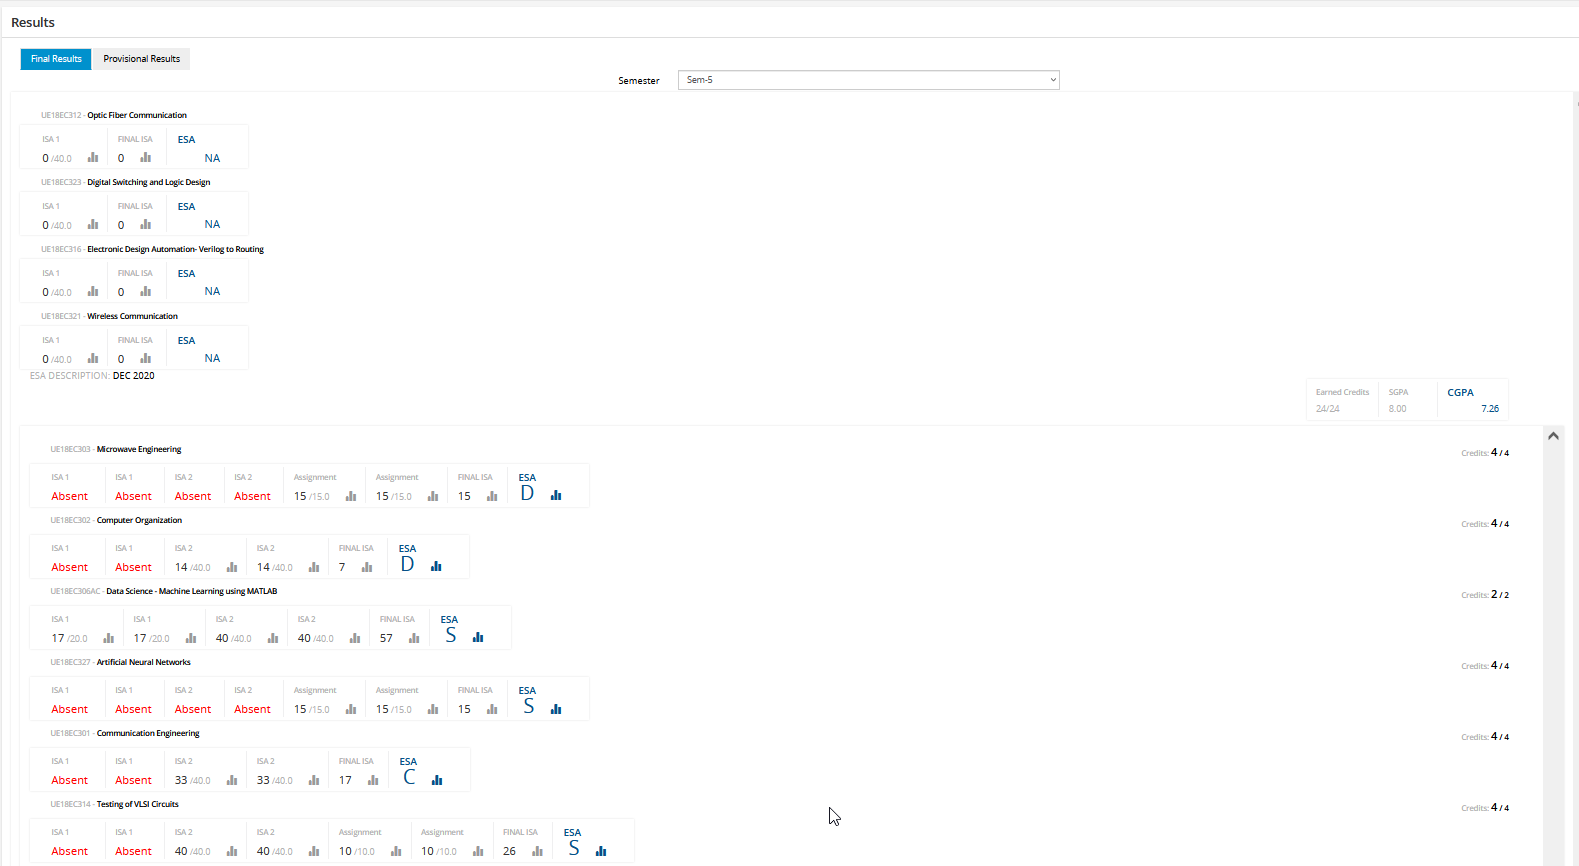 Results
Final Results Provisional Results
Semester Sem-5
UE18EC312 - Optic Fiber Communication
ISA 1 FINAL ISA ESA
0 /40.0 0 NA
UE18EC323 - Digital Switching and Logic Design
ISA 1 FINAL ISA ESA
0 /40.0 0 NA
UE18EC316 - Electronic Design Automation- Verilog to Routing
ISA 1 FINAL ISA ESA
0 /40.0 0 NA
UE18EC321 - Wireless Communication
ISA 1 FINAL ISA ESA
0 /40.0 0 NA
ESA DESCRIPTION: DEC 2020
Earned Credits SGPA CGPA
24/24 8.00 7.26
UE18EC303 - Microwave Engineering Credits: 4 / 4
ISA 1 ISA 1 ISA 2 ISA 2 Assignment Assignment FINAL ISA ESA
Absent Absent Absent Absent 15 /15.0 15 /15.0 15 D
UE18EC302 - Computer Organization Credits: 4 / 4
ISA 1 ISA 1 ISA 2 ISA 2 FINAL ISA ESA
Absent Absent 14 /40.0 14 /40.0 7 D
UE18EC306AC - Data Science - Machine Learning using MATLAB Credits: 2 / 2
ISA 1 ISA 1 ISA 2 ISA 2 FINAL ISA ESA
17 /20.0 17 /20.0 40 /40.0 40 /40.0 57 S
UE18EC327 - Artificial Neural Networks Credits: 4 / 4
ISA 1 ISA 1 ISA 2 ISA 2 Assignment Assignment FINAL ISA ESA
Absent Absent Absent Absent 15 /15.0 15 /15.0 15 S
UE18EC301 - Communication Engineering Credits: 4 / 4
ISA 1 ISA 1 ISA 2 ISA 2 FINAL ISA ESA
Absent Absent 33 /40.0 33 /40.0 17 C
UE18EC314 - Testing of VLSI Circuits Credits: 4 / 4
ISA 1 ISA 1 ISA 2 ISA 2 Assignment Assignment FINAL ISA ESA
Absent Absent 40 /40.0 40 /40.0 10 /10.0 10 /10.0 26 S